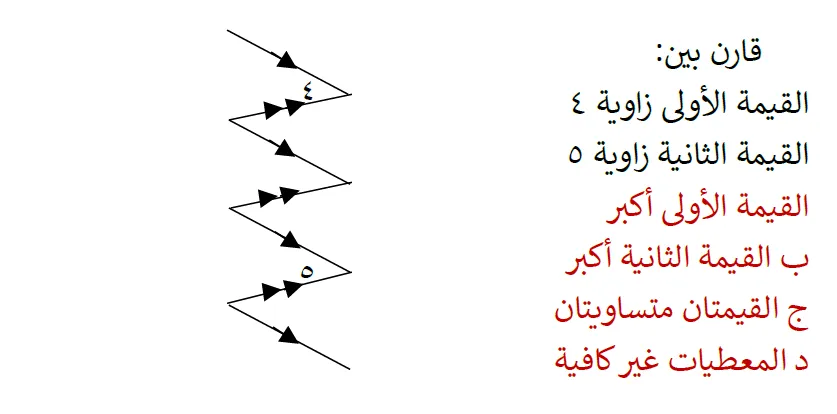 قارن بين:
القيمة الأولى زاوية ٤
القيمة الثانية زاوية ٥
القيمة الأولى أكبر
ب القيمة الثانية أكبر
ج القيمتان متساويتان
د المعطيات غير كافية
٤
٥